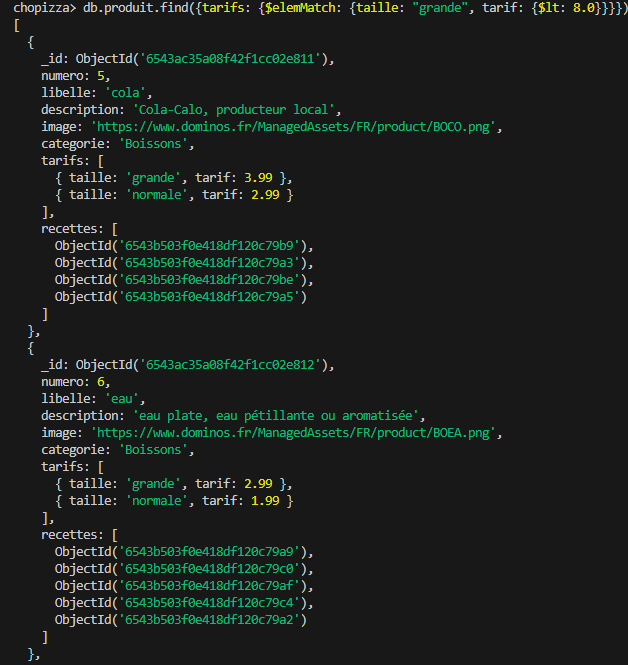 chopizza> db.produit.find({tarifs: {$elemMatch: {taille: "grande", tarif: {$lt: 8.0}}}})
[
  {
    _id: ObjectId('6543ac35a08f42f1cc02e811'),
    numero: 5,
    libelle: 'cola',
    description: 'Cola-Calo, producteur local',
    image: 'https://www.dominos.fr/ManagedAssets/FR/product/BOCO.png',
    categorie: 'Boissons',
    tarifs: [
      { taille: 'grande', tarif: 3.99 },
      { taille: 'normale', tarif: 2.99 }
    ],
    recettes: [
      ObjectId('6543b503f0e418df120c79b9'),
      ObjectId('6543b503f0e418df120c79a3'),
      ObjectId('6543b503f0e418df120c79be'),
      ObjectId('6543b503f0e418df120c79a5')
    ]
  },
  {
    _id: ObjectId('6543ac35a08f42f1cc02e812'),
    numero: 6,
    libelle: 'eau',
    description: 'eau plate, eau pétillante ou aromatisée',
    image: 'https://www.dominos.fr/ManagedAssets/FR/product/BOEA.png',
    categorie: 'Boissons',
    tarifs: [
      { taille: 'grande', tarif: 2.99 },
      { taille: 'normale', tarif: 1.99 }
    ],
    recettes: [
      ObjectId('6543b503f0e418df120c79a9'),
      ObjectId('6543b503f0e418df120c79c0'),
      ObjectId('6543b503f0e418df120c79af'),
      ObjectId('6543b503f0e418df120c79c4'),
      ObjectId('6543b503f0e418df120c79a2')
    ]
  },